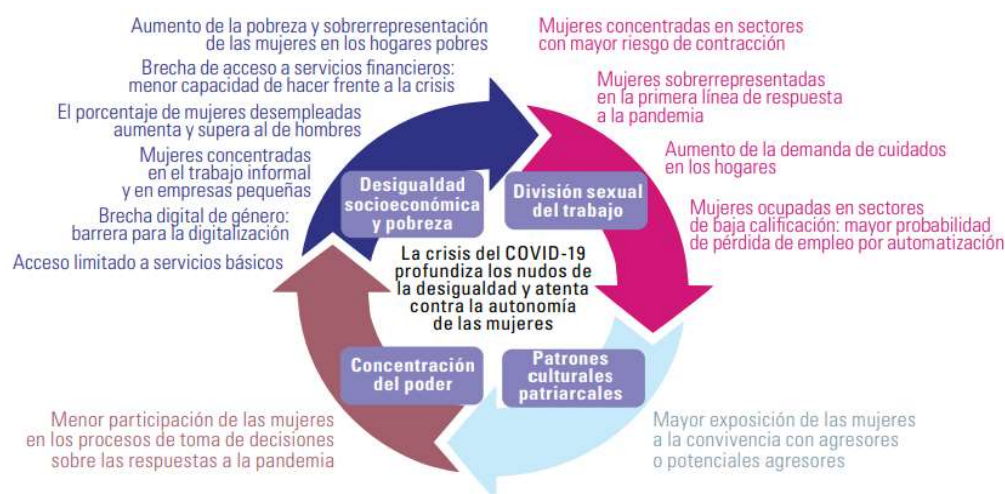 Aumento de la pobreza y sobrerrepresentación
de las mujeres en los hogares pobres
Brecha de acceso a servicios financieros:
menor capacidad de hacer frente a la crisis
El porcentaje de mujeres desempleadas
aumenta y supera al de hombres
Mujeres concentradas
en el trabajo informal
y en empresas pequeñas
Brecha digital de género:
barrera para la digitalización
Acceso limitado a servicios básicos
Mujeres concentradas en sectores
con mayor riesgo de contracción
Mujeres sobrerrepresentadas
en la primera línea de respuesta
a la pandemia
Aumento de la demanda de cuidados
en los hogares
Mujeres ocupadas en sectores
de baja calificación: mayor probabilidad
de pérdida de empleo por automatización
Desigualdad
socioeconómica
y pobreza
División sexual
del trabajo
La crisis del COVID-19
profundiza los nudos de
la desigualdad y atenta
contra la autonomía
de las mujeres
Concentración
del poder
Patrones
culturales
patriarcales
Menor participación de las mujeres
en los procesos de toma de decisiones
sobre las respuestas a la pandemia
Mayor exposición de las mujeres
a la convivencia con agresores
o potenciales agresores